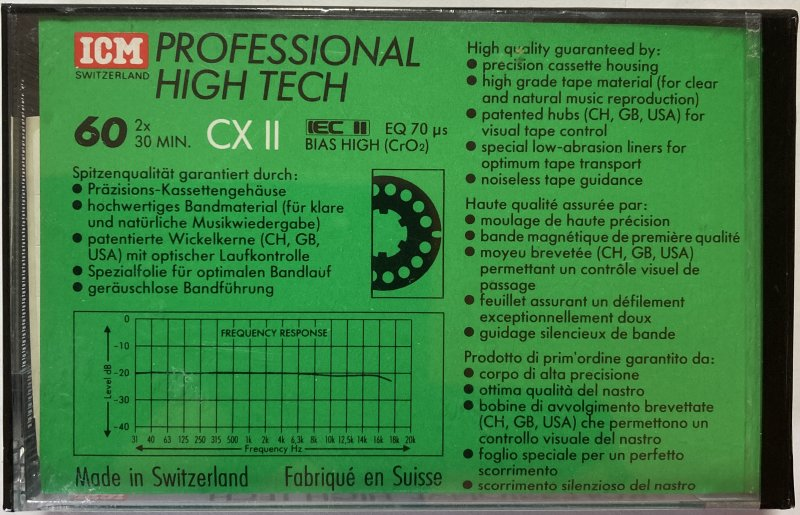 ICM
SWITZERLAND
PROFESSIONAL
HIGH TECH
60 2x
30 MIN.
CX II
IEC II EQ 70 µs
BIAS HIGH (CrO₂)
Spitzenqualität garantiert durch:
● Präzisions-Kassettengehäuse
● hochwertiges Bandmaterial (für klare
und natürliche Musikwiedergabe)
● patentierte Wickelkerne (CH, GB,
USA) mit optischer Laufkontrolle
● Spezialfolie für optimalen Bandlauf
● geräuschlose Bandführung
FREQUENCY RESPONSE
Level dB
0
-10
-20
-30
-40
31 40 63 125 250 315 500 1k 2k 4k 6,3k 8k 10k 12,5k 14k 16k 18k 20k
Frequency Hz
Made in Switzerland Fabriqué en Suisse
High quality guaranteed by:
● precision cassette housing
● high grade tape material (for clear
and natural music reproduction)
● patented hubs (CH, GB, USA) for
visual tape control
● special low-abrasion liners for
optimum tape transport
● noiseless tape guidance
Haute qualité assurée par:
● moulage de haute précision
● bande magnétique de première qualité
● moyeu brevetée (CH, GB, USA)
permettant un contrôle visuel de
passage
● feuillet assurant un défilement
exceptionnellement doux
● guidage silencieux de bande
Prodotto di prim'ordine garantito da:
● corpo di alta precisione
● ottima qualità del nastro
● bobine di avvolgimento brevettate
(CH, GB, USA) che permettono un
controllo visuale del nastro
● foglio speciale per un perfetto
scorrimento
● scorrimento silenzioso del nastro